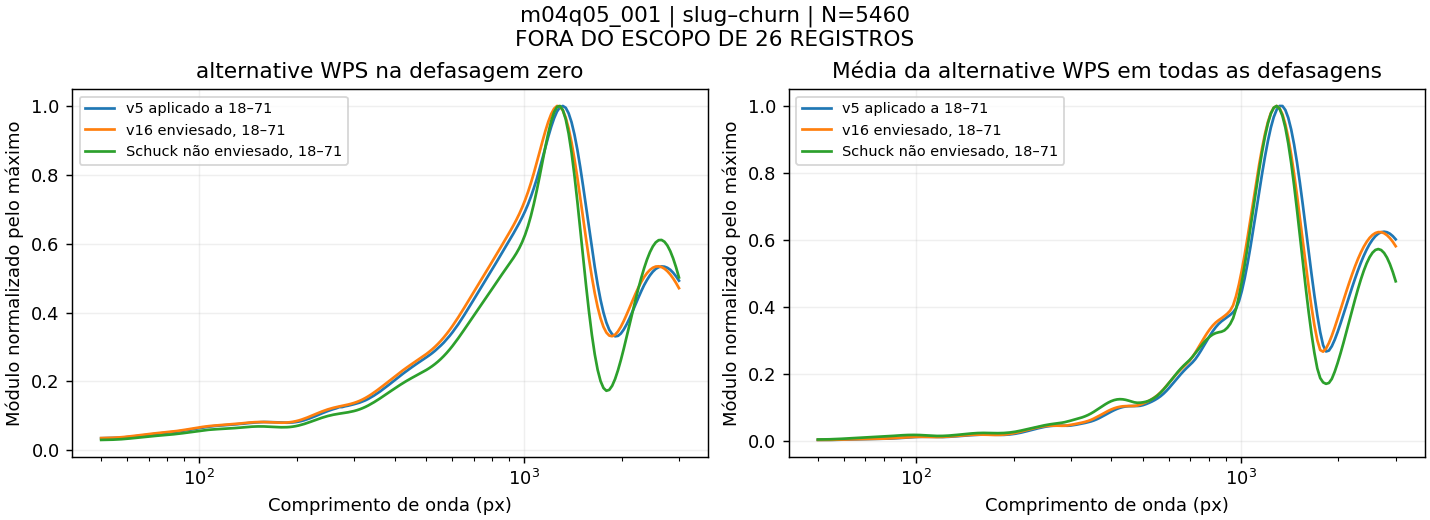 m04q05_001 | slug–churn | N=5460
FORA DO ESCOPO DE 26 REGISTROS
alternative WPS na defasagem zero
Módulo normalizado pelo máximo
1.0
0.8
0.6
0.4
0.2
0.0
v5 aplicado a 18–71
v16 enviesado, 18–71
Schuck não enviesado, 18–71
10²
10³
Comprimento de onda (px)
Média da alternative WPS em todas as defasagens
Módulo normalizado pelo máximo
1.0
0.8
0.6
0.4
0.2
0.0
v5 aplicado a 18–71
v16 enviesado, 18–71
Schuck não enviesado, 18–71
10²
10³
Comprimento de onda (px)